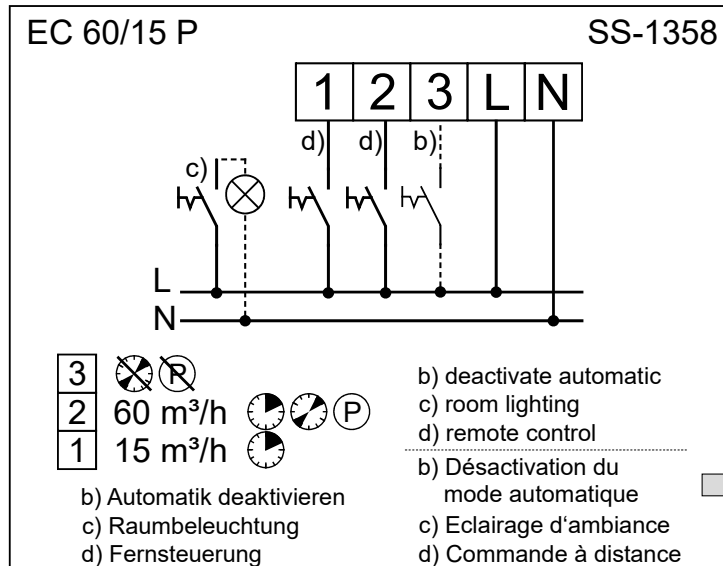 EC 60/15 P SS-1358
1 2 3 L N
d) d) b)
c)
L
N
3 P
2 60 m³/h P
1 15 m³/h
b) Automatik deaktivieren
c) Raumbeleuchtung
d) Fernsteuerung
b) deactivate automatic
c) room lighting
d) remote control
b) Désactivation du
mode automatique
c) Eclairage d‘ambiance
d) Commande à distance